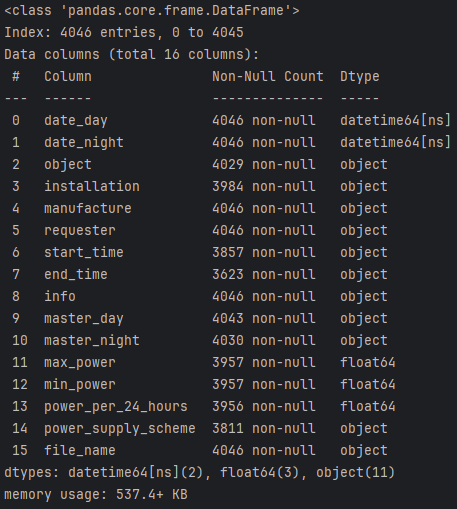 <class 'pandas.core.frame.DataFrame'>
Index: 4046 entries, 0 to 4045
Data columns (total 16 columns):
 #   Column              Non-Null Count  Dtype
---  ------              --------------  -----
 0   date_day            4046 non-null   datetime64[ns]
 1   date_night          4046 non-null   datetime64[ns]
 2   object              4029 non-null   object
 3   installation        3984 non-null   object
 4   manufacture         4046 non-null   object
 5   requester           4046 non-null   object
 6   start_time          3857 non-null   object
 7   end_time            3623 non-null   object
 8   info                4046 non-null   object
 9   master_day          4043 non-null   object
 10  master_night        4030 non-null   object
 11  max_power           3957 non-null   float64
 12  min_power           3957 non-null   float64
 13  power_per_24_hours  3956 non-null   float64
 14  power_supply_scheme  3811 non-null   object
 15  file_name           4046 non-null   object
dtypes: datetime64[ns](2), float64(3), object(11)
memory usage: 537.4+ KB